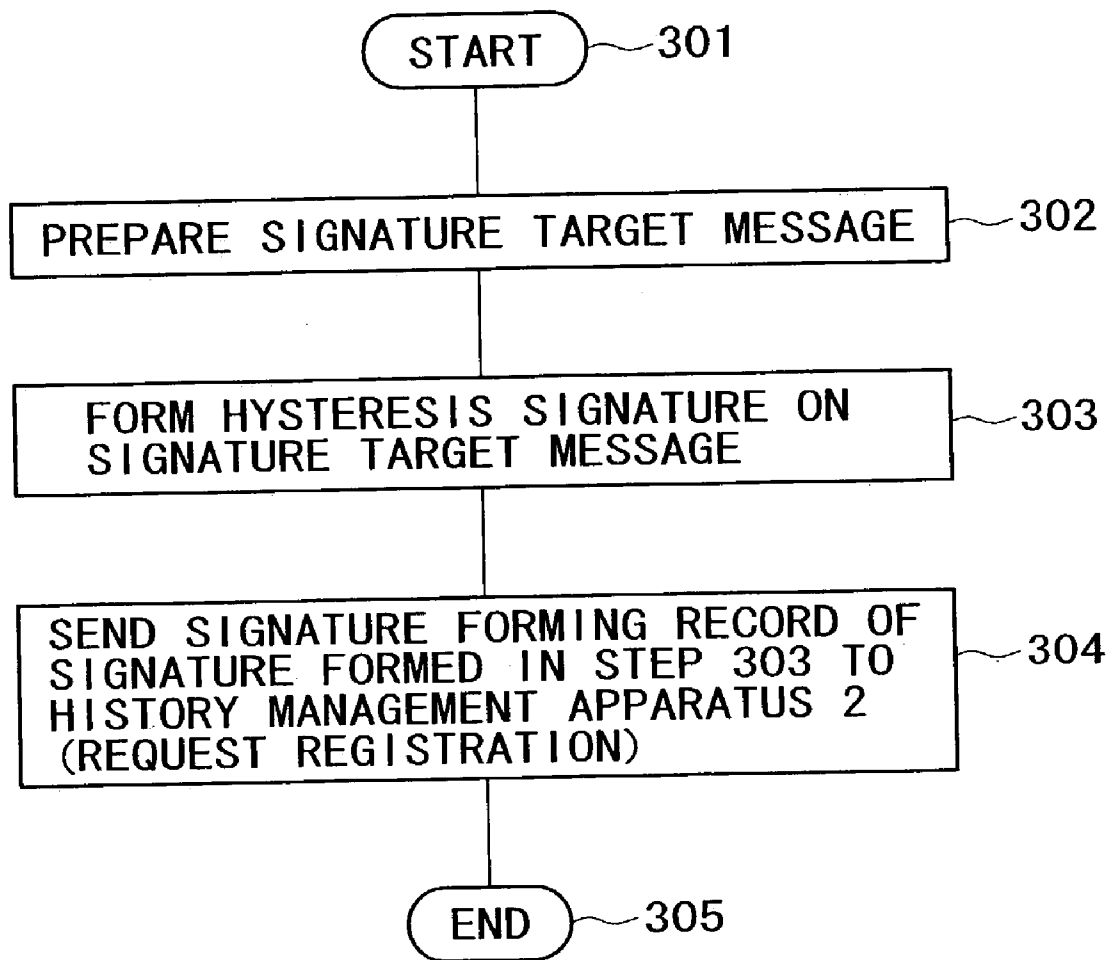 START
301
PREPARE SIGNATURE TARGET MESSAGE
302
FORM HYSTERESIS SIGNATURE ON
SIGNATURE TARGET MESSAGE
303
SEND SIGNATURE FORMING RECORD OF
SIGNATURE FORMED IN STEP 303 TO
HISTORY MANAGEMENT APPARATUS 2
(REQUEST REGISTRATION)
304
END
305